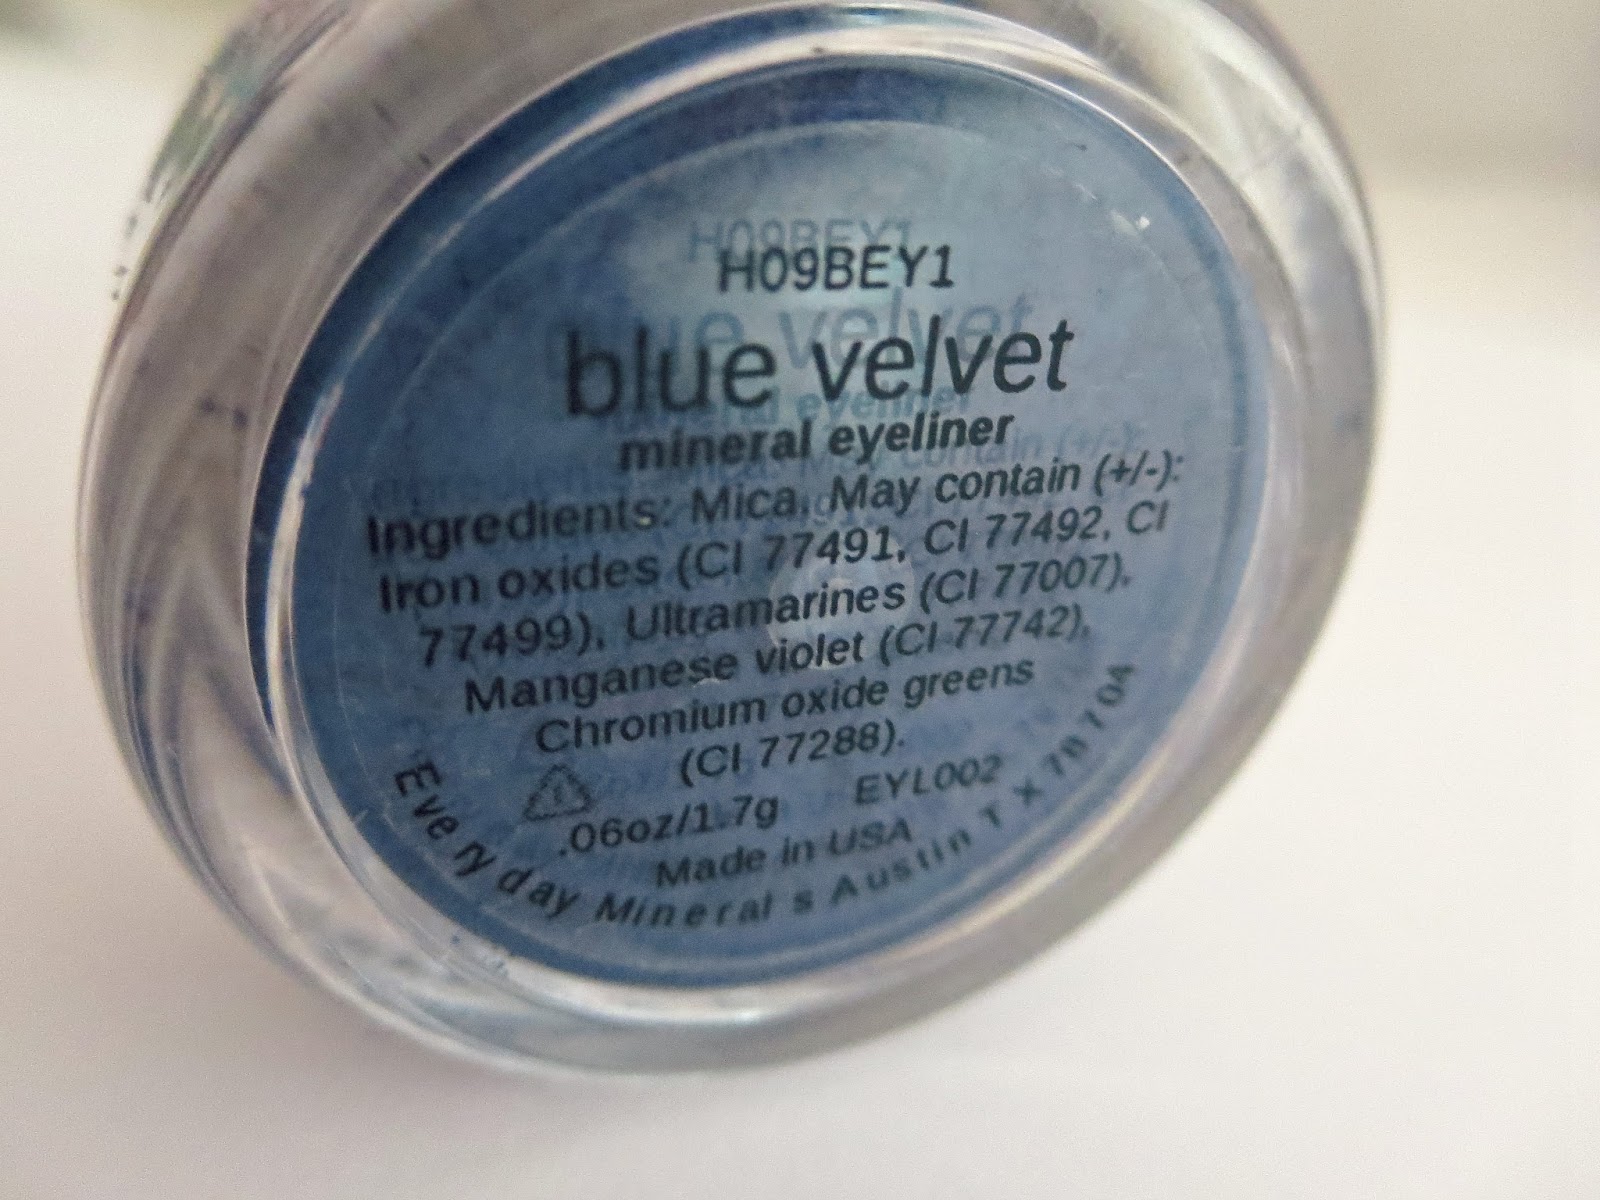 H09BEY1
blue velvet
mineral eyeliner
Ingredients: Mica. May contain (+/-):
Iron oxides (CI 77491, CI 77492, CI
77499), Ultramarines (CI 77007),
Manganese violet (CI 77742),
Chromium oxide greens
(CI 77288).
.06oz/1.7g EYL002
Made in USA
Everyday Minerals Austin TX 78704